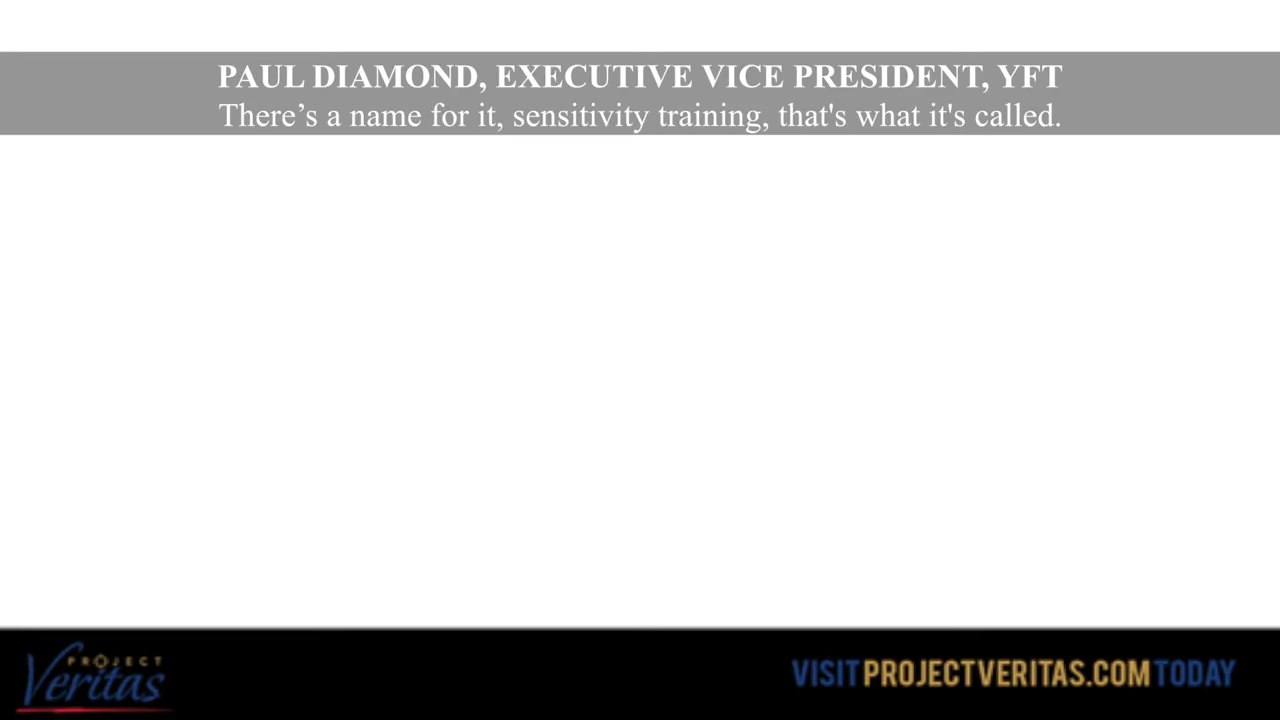 PAUL DIAMOND, EXECUTIVE VICE PRESIDENT, YFT
There’s a name for it, sensitivity training, that's what it's called.
PROJECT
Veritas
VISIT PROJECTVERITAS.COM TODAY